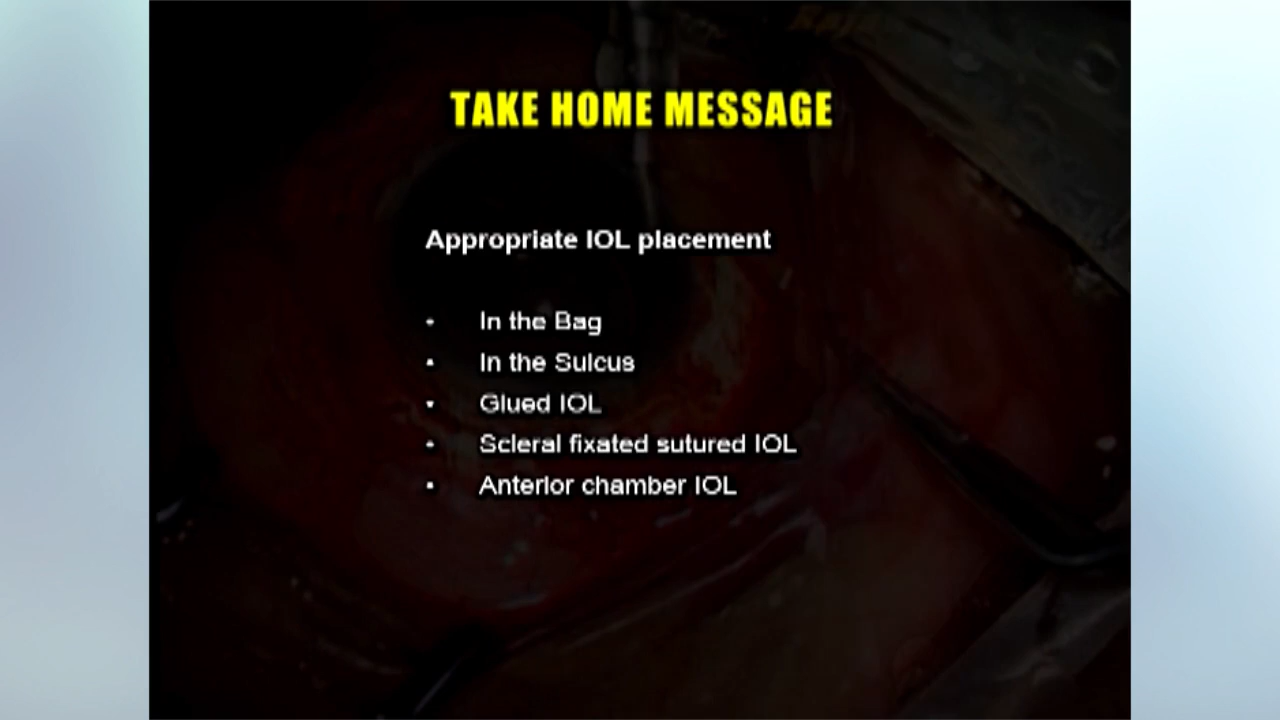 TAKE HOME MESSAGE
Appropriate IOL placement
• In the Bag
• In the Sulcus
• Glued IOL
• Scleral fixated sutured IOL
• Anterior chamber IOL